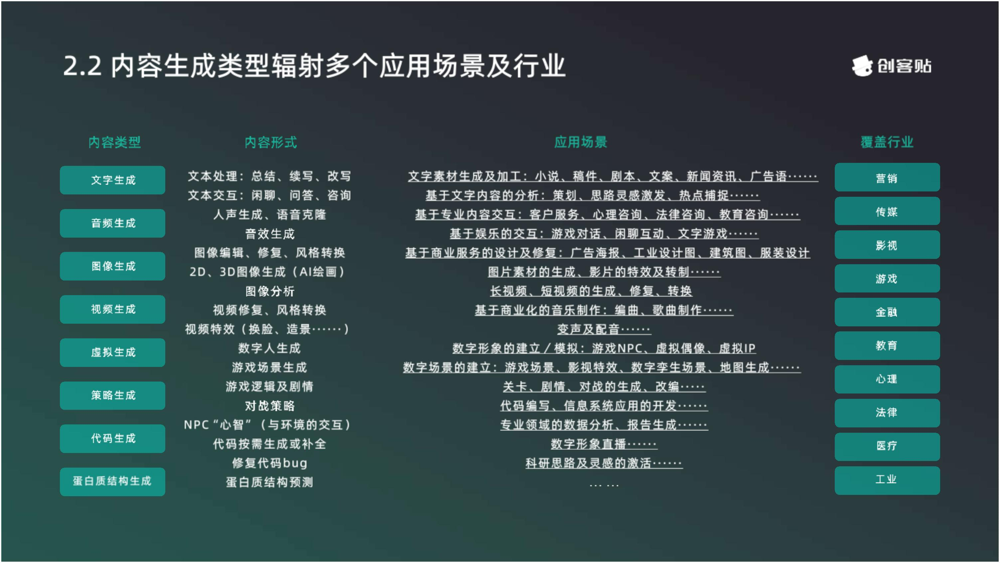 2.2 内容生成类型辐射多个应用场景及行业
创客贴
内容类型
文字生成
音频生成
图像生成
视频生成
虚拟生成
策略生成
代码生成
蛋白质结构生成
内容形式
文本处理：总结、续写、改写
文本交互：闲聊、问答、咨询
人声生成、语音克隆
音效生成
图像编辑、修复、风格转换
2D、3D图像生成（AI绘画）
图像分析
视频修复、风格转换
视频特效（换脸、造景······）
数字人生成
游戏场景生成
游戏逻辑及剧情
对战策略
NPC“心智”（与环境的交互）
代码按需生成或补全
修复代码bug
蛋白质结构预测
应用场景
文字素材生成及加工：小说、稿件、剧本、文案、新闻资讯、广告语······
基于文字内容的分析：策划、思路灵感激发、热点捕捉······
基于专业内容交互：客户服务、心理咨询、法律咨询、教育咨询······
基于娱乐的交互：游戏对话、闲聊互动、文字游戏······
基于商业服务的设计及修复：广告海报、工业设计图、建筑图、服装设计
图片素材的生成、影片的特效及转制······
长视频、短视频的生成、修复、转换
基于商业化的音乐制作：编曲、歌曲制作······
变声及配音······
数字形象的建立／模拟：游戏NPC、虚拟偶像、虚拟IP
数字场景的建立：游戏场景、影视特效、数字孪生场景、地图生成······
关卡、剧情、对战的生成、改编·····
代码编写、信息系统应用的开发······
专业领域的数据分析、报告生成······
数字形象直播······
科研思路及灵感的激活······
... ...
覆盖行业
营销
传媒
影视
游戏
金融
教育
心理
法律
医疗
工业